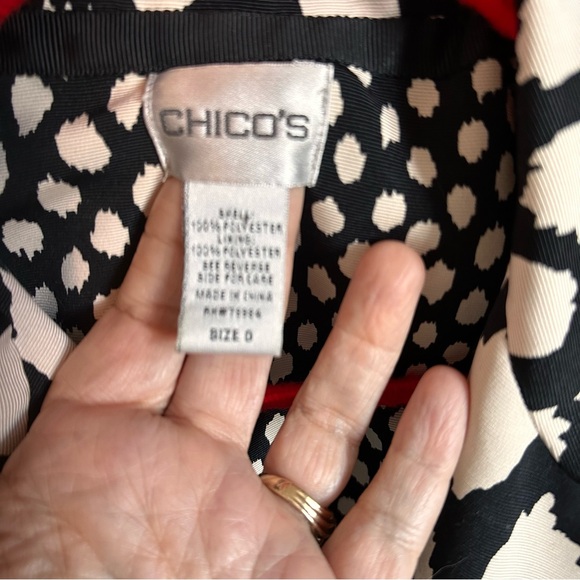 CHICO'S
SHELL:
100% POLYESTER
LINING:
100% POLYESTER
SEE REVERSE
SIDE FOR CARE
MADE IN CHINA
SIZE 0